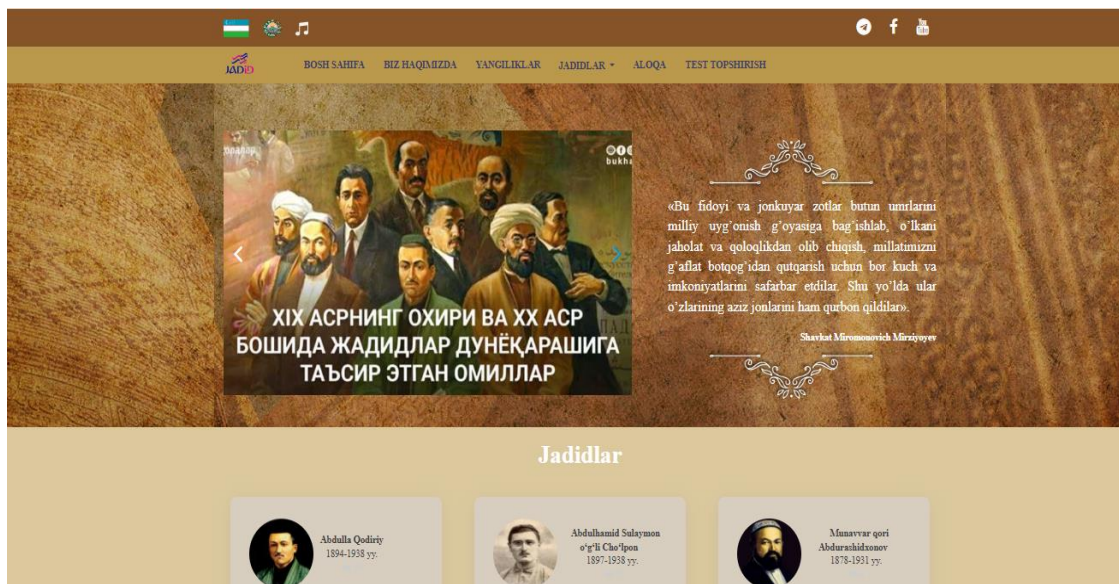 JADID
BOSH SAHIFA BIZ HAQIMIZDA YANGILIKLAR JADIDLAR ALOQA TEST TOPSHIRISH
bukha
XIX АСРНИНГ ОХИРИ ВА XX АСР
БОШИДА ЖАДИДЛАР ДУНЁҚАРАШИГА
ТАЪСИР ЭТГАН ОМИЛЛАР
«Bu fidoyi va jonkuyar zotlar butun umrlarini
milliy uyg’onish g’oyasiga bag’ishlab, o’lkani
jaholat va qoloqlikdan olib chiqish, millatimizni
g’aflat botqog’idan qutqarish uchun bor kuch va
imkoniyatlarini safarbar etdilar. Shu yo’lda ular
o’zlarining aziz jonlarini ham qurbon qildilar».
Shavkat Miromonovich Mirziyoyev
Jadidlar
Abdulla Qodiriy
1894-1938 yy.
Abdulhamid Sulaymon
o‘g‘li Cho‘lpon
1897-1938 yy.
Munavvar qori
Abdurashidxonov
1878-1931 yy.